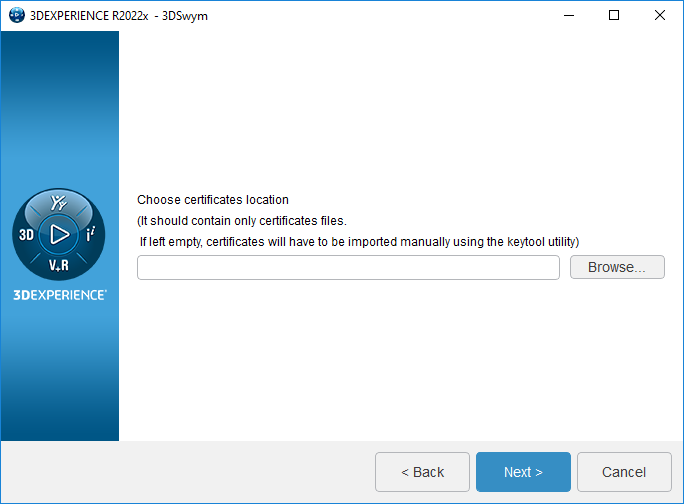 3DEXPERIENCE R2022x - 3DSwym
Choose certificates location
(It should contain only certificates files.
If left empty, certificates will have to be imported manually using the keytool utility)
Browse...
3D
i
V+R
3DEXPERIENCE
< Back
Next >
Cancel